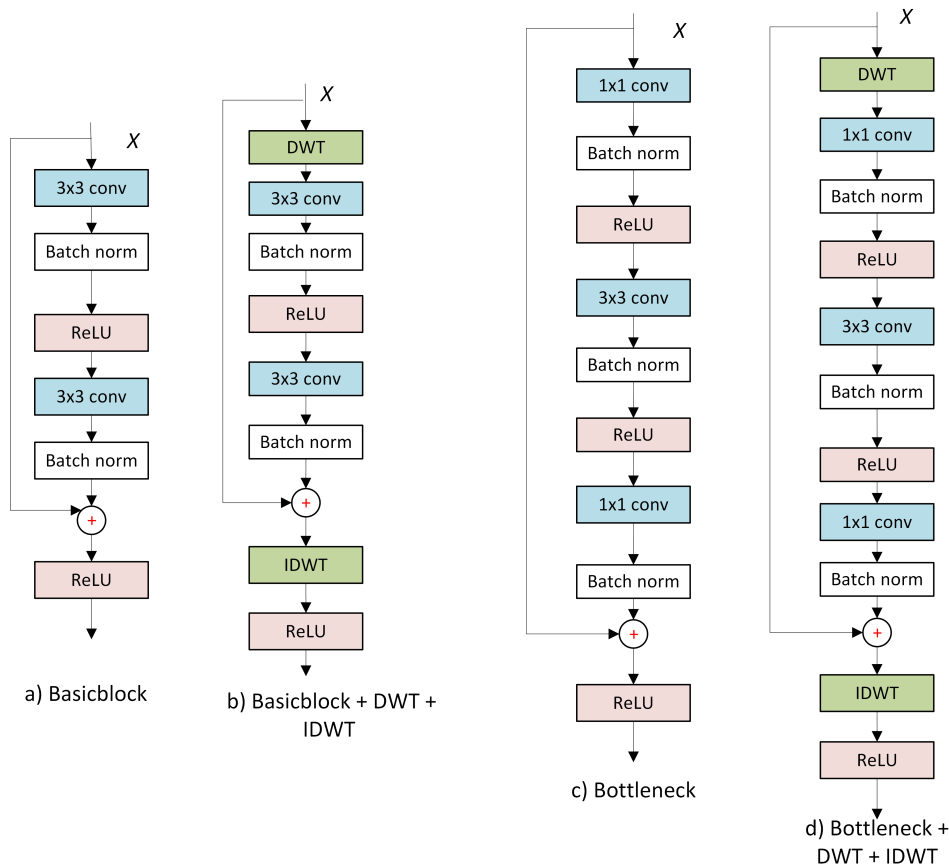 X
3x3 conv
Batch norm
ReLU
3x3 conv
Batch norm
+
ReLU
a) Basicblock
X
DWT
3x3 conv
Batch norm
ReLU
3x3 conv
Batch norm
+
IDWT
ReLU
b) Basicblock + DWT +
IDWT
X
1x1 conv
Batch norm
ReLU
3x3 conv
Batch norm
ReLU
1x1 conv
Batch norm
+
ReLU
c) Bottleneck
X
DWT
1x1 conv
Batch norm
ReLU
3x3 conv
Batch norm
ReLU
1x1 conv
Batch norm
+
IDWT
ReLU
d) Bottleneck +
DWT + IDWT